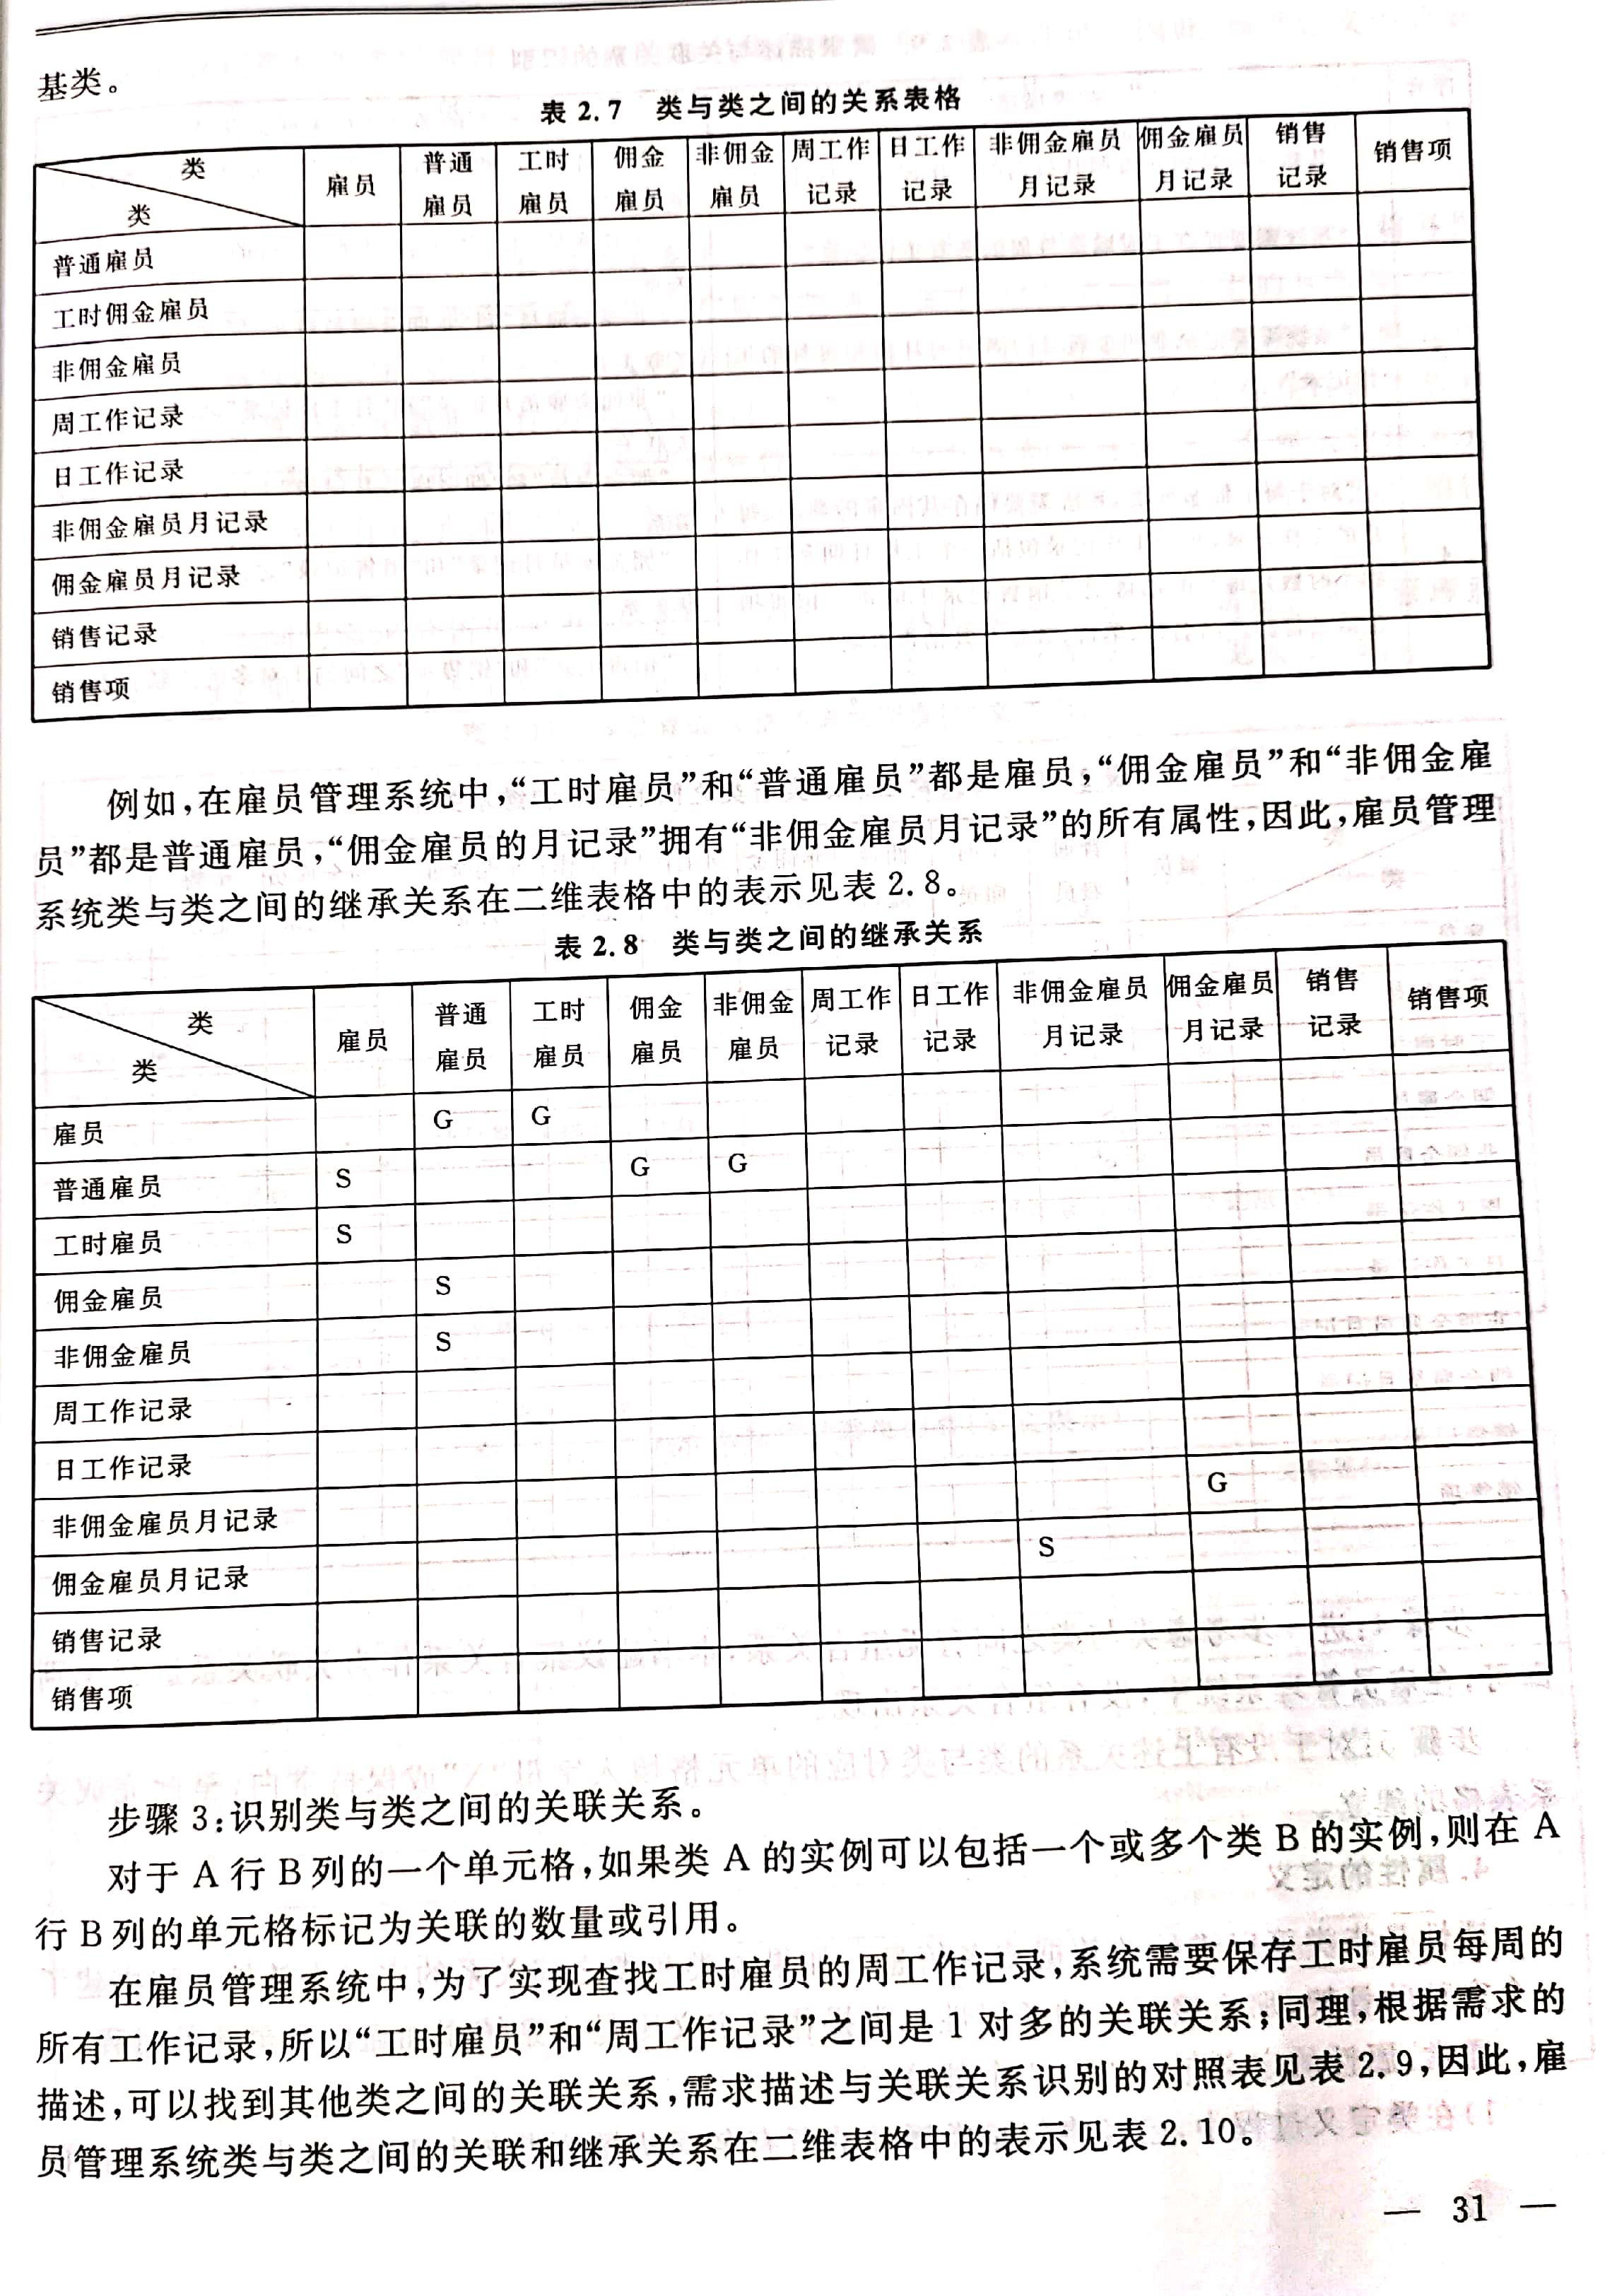 基类。
表 2.7 类与类之间的关系表格
类 雇员 普通雇员 工时雇员 佣金雇员 非佣金雇员 周工作记录 日工作记录 非佣金雇员月记录 佣金雇员月记录 销售记录 销售项
类
普通雇员
工时佣金雇员
非佣金雇员
周工作记录
日工作记录
非佣金雇员月记录
佣金雇员月记录
销售记录
销售项
例如,在雇员管理系统中,“工时雇员”和“普通雇员”都是雇员,“佣金雇员”和“非佣金雇
员”都是普通雇员,“佣金雇员的月记录”拥有“非佣金雇员月记录”的所有属性,因此,雇员管理
系统类与类之间的继承关系在二维表格中的表示见表 2.8。
表 2.8 类与类之间的继承关系
类 雇员 普通雇员 工时雇员 佣金雇员 非佣金雇员 周工作记录 日工作记录 非佣金雇员月记录 佣金雇员月记录 销售记录 销售项
类
雇员 G G
普通雇员 S G G
工时雇员 S
佣金雇员 S
非佣金雇员 S
周工作记录
日工作记录
非佣金雇员月记录 G
佣金雇员月记录 S
销售记录
销售项
步骤 3:识别类与类之间的关联关系。
对于 A 行 B 列的一个单元格,如果类 A 的实例可以包括一个或多个类 B 的实例,则在 A
行 B 列的单元格标记为关联的数量或引用。
在雇员管理系统中,为了实现查找工时雇员的周工作记录,系统需要保存工时雇员每周的
所有工作记录,所以“工时雇员”和“周工作记录”之间是 1 对多的关联关系;同理,根据需求的
描述,可以找到其他类之间的关联关系,需求描述与关联关系识别的对照表见表 2.9,因此,雇
员管理系统类与类之间的关联和继承关系在二维表格中的表示见表 2.10。
— 31 —